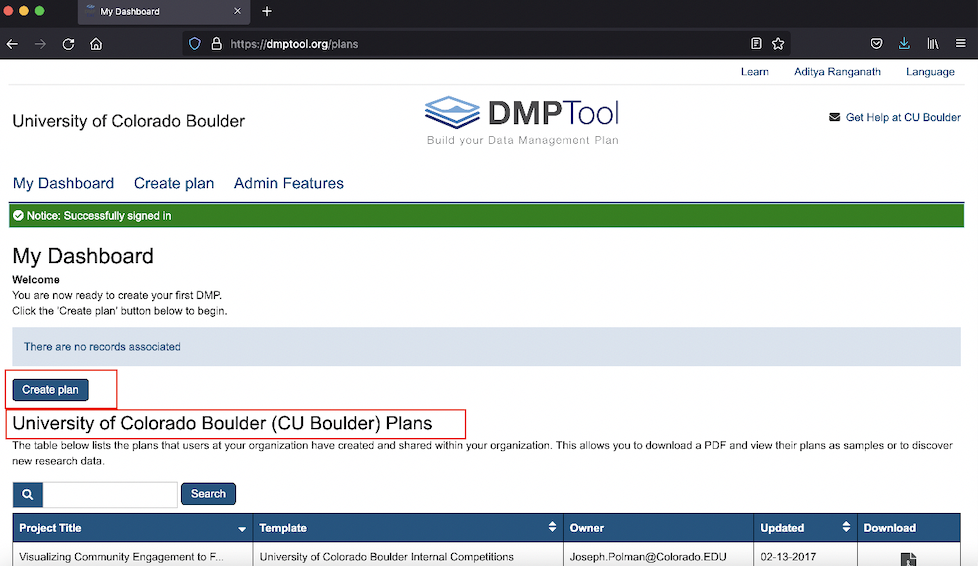 My Dashboard
https://dmptool.org/plans
Learn Aditya Ranganath Language
University of Colorado Boulder
DMPTool
Build your Data Management Plan
Get Help at CU Boulder
My Dashboard Create plan Admin Features
Notice: Successfully signed in
My Dashboard
Welcome
You are now ready to create your first DMP.
Click the 'Create plan' button below to begin.
There are no records associated
Create plan
University of Colorado Boulder (CU Boulder) Plans
The table below lists the plans that users at your organization have created and shared within your organization. This allows you to download a PDF and view their plans as samples or to discover
new research data.
Search
Project Title Template Owner Updated Download
Visualizing Community Engagement to F... University of Colorado Boulder Internal Competitions Joseph.Polman@Colorado.EDU 02-13-2017